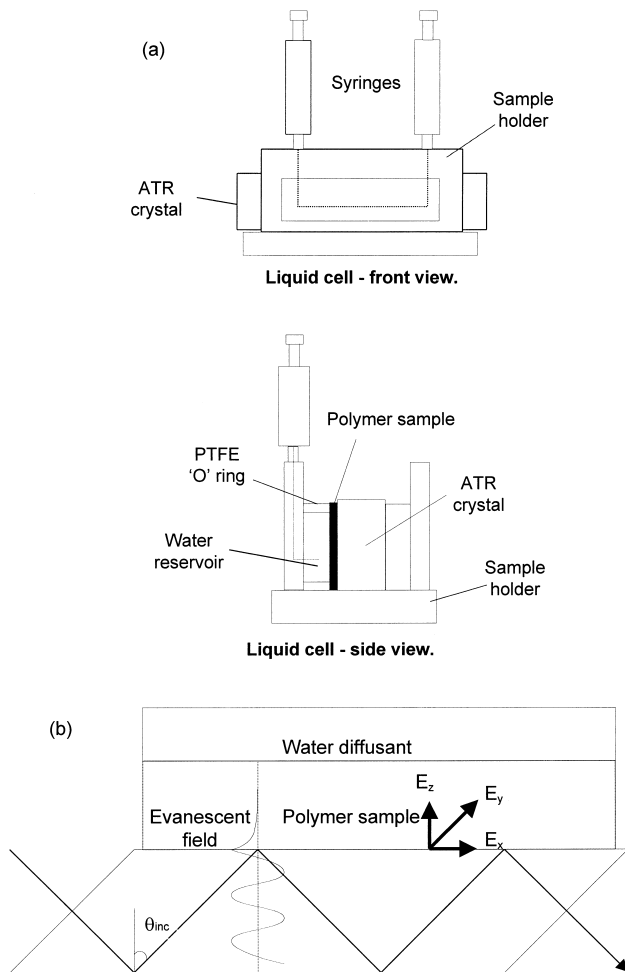 (a)
Syringes
Sample
holder
ATR
crystal
Liquid cell - front view.
Polymer sample
PTFE
‘O’ ring
ATR
crystal
Water
reservoir
Sample
holder
Liquid cell - side view.
(b)
Water diffusant
Evanescent
field
Polymer sample
Ez
Ey
Ex
θinc